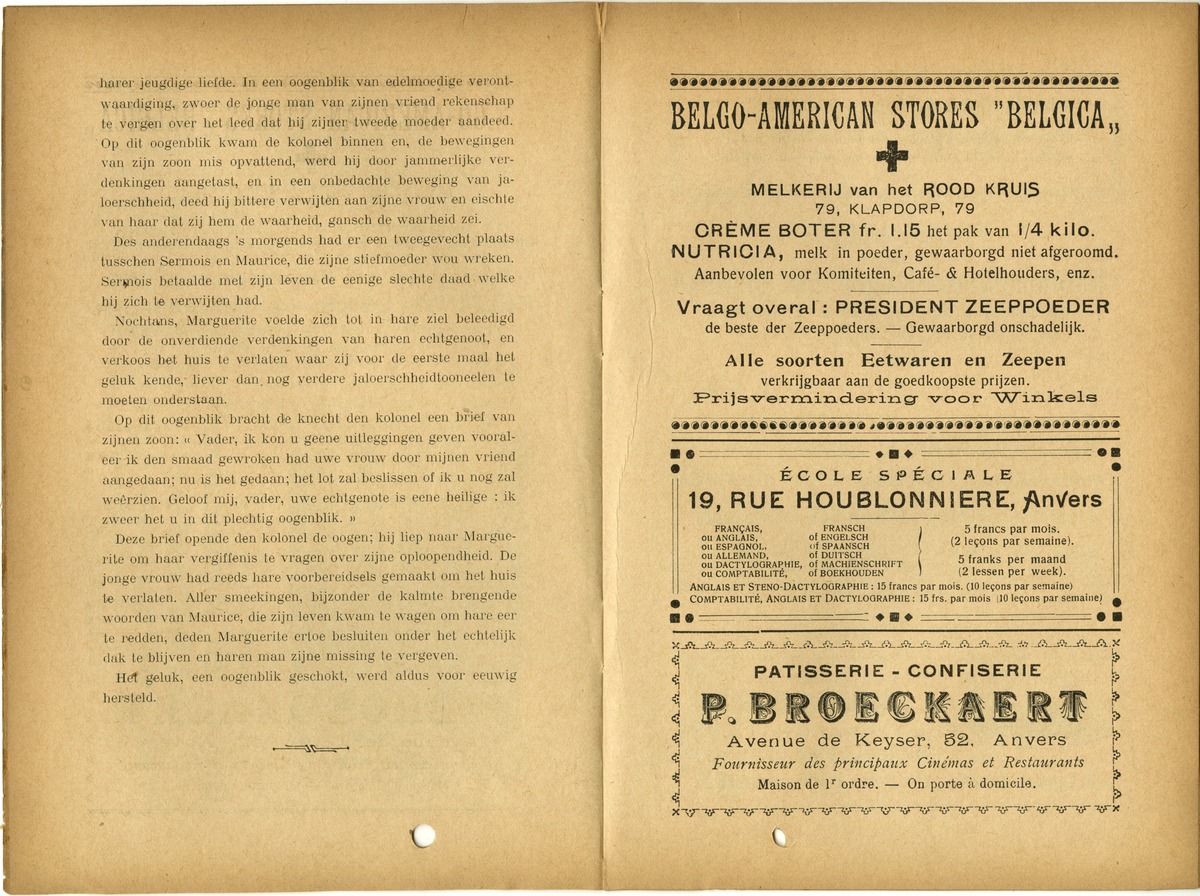 harer jeugdige liefde. In een oogenblik van edelmoedige veront-
waardiging, zwoer de jonge man van zijnen vriend rekenschap
te vergen over het leed dat hij zijner tweede moeder aandeed.
Op dit oogenblik kwam de kolonel binnen en, de bewegingen
van zijn zoon mis opvattend, werd hij door jammerlijke ver-
denkingen aangetast, en in een onbedachte beweging van ja-
loerschheid, deed hij bittere verwijten aan zijne vrouw en eischte
van haar dat zij hem de waarheid, gansch de waarheid zei.
Des anderendaags 's morgends had er een tweegevecht plaats
tusschen Sermois en Maurice, die zijne stiefmoeder wou wreken.
Sermois betaalde met zijn leven de eenige slechte daad welke
hij zich te verwijten had.
Nochtans, Marguerite voelde zich tot in hare ziel beleedigd
door de onverdiende verdenkingen van haren echtgenoot, en
verkoos het huis te verlaten waar zij voor de eerste maal het
geluk kende, liever dan nog verdere jaloerschheidtooneelen te
moeten onderstaan.
Op dit oogenblik bracht de knecht den kolonel een brief van
zijnen zoon: « Vader, ik kon u geene uitleggingen geven vooral-
eer ik den smaad gewroken had uwe vrouw door mijnen vriend
aangedaan; nu is het gedaan; het lot zal beslissen of ik u nog zal
weêrzien. Geloof mij, vader, uwe echtgenote is eene heilige : ik
zweer het u in dit plechtig oogenblik. »
Deze brief opende den kolonel de oogen; hij liep naar Margue-
rite om haar vergiffenis te vragen over zijne oploopendheid. De
jonge vrouw had reeds hare voorbereidsels gemaakt om het huis
te verlaten. Aller smeekingen, bijzonder de kalmte brengende
woorden van Maurice, die zijn leven kwam te wagen om hare eer
te redden, deden Marguerite ertoe besluiten onder het echtelijk
dak te blijven en haren man zijne missing te vergeven.
Het geluk, een oogenblik geschokt, werd aldus voor eeuwig
hersteld.
BELGO-AMERICAN STORES "BELGICA„
MELKERIJ van het ROOD KRUIS
79, KLAPDORP, 79
CRÈME BOTER fr. 1.15 het pak van 1/4 kilo.
NUTRICIA, melk in poeder, gewaarborgd niet afgeroomd.
Aanbevolen voor Komiteiten, Café- & Hotelhouders, enz.
Vraagt overal : PRESIDENT ZEEPPOEDER
de beste der Zeeppoeders. — Gewaarborgd onschadelijk.
Alle soorten Eetwaren en Zeepen
verkrijgbaar aan de goedkoopste prijzen.
Prijsvermindering voor Winkels
ÉCOLE SPÉCIALE
19, RUE HOUBLONNIERE, Anvers
FRANÇAIS, FRANSCH
ou ANGLAIS, of ENGELSCH
ou ESPAGNOL, of SPAANSCH
ou ALLEMAND, of DUITSCH
ou DACTYLOGRAPHIE, of MACHIENSCHRIFT
ou COMPTABILITÉ, of BOEKHOUDEN
5 francs par mois.
(2 leçons par semaine).
5 franks per maand
(2 lessen per week).
ANGLAIS ET STENO-DACTYLOGRAPHIE : 15 francs par mois. (10 leçons par semaine)
COMPTABILITÉ, ANGLAIS ET DACTYLOGRAPHIE : 15 frs. par mois (10 leçons par semaine)
PATISSERIE - CONFISERIE
P. BROECKAERT
Avenue de Keyser, 52, Anvers
Fournisseur des principaux Cinémas et Restaurants
Maison de 1r ordre. — On porte à domicile.